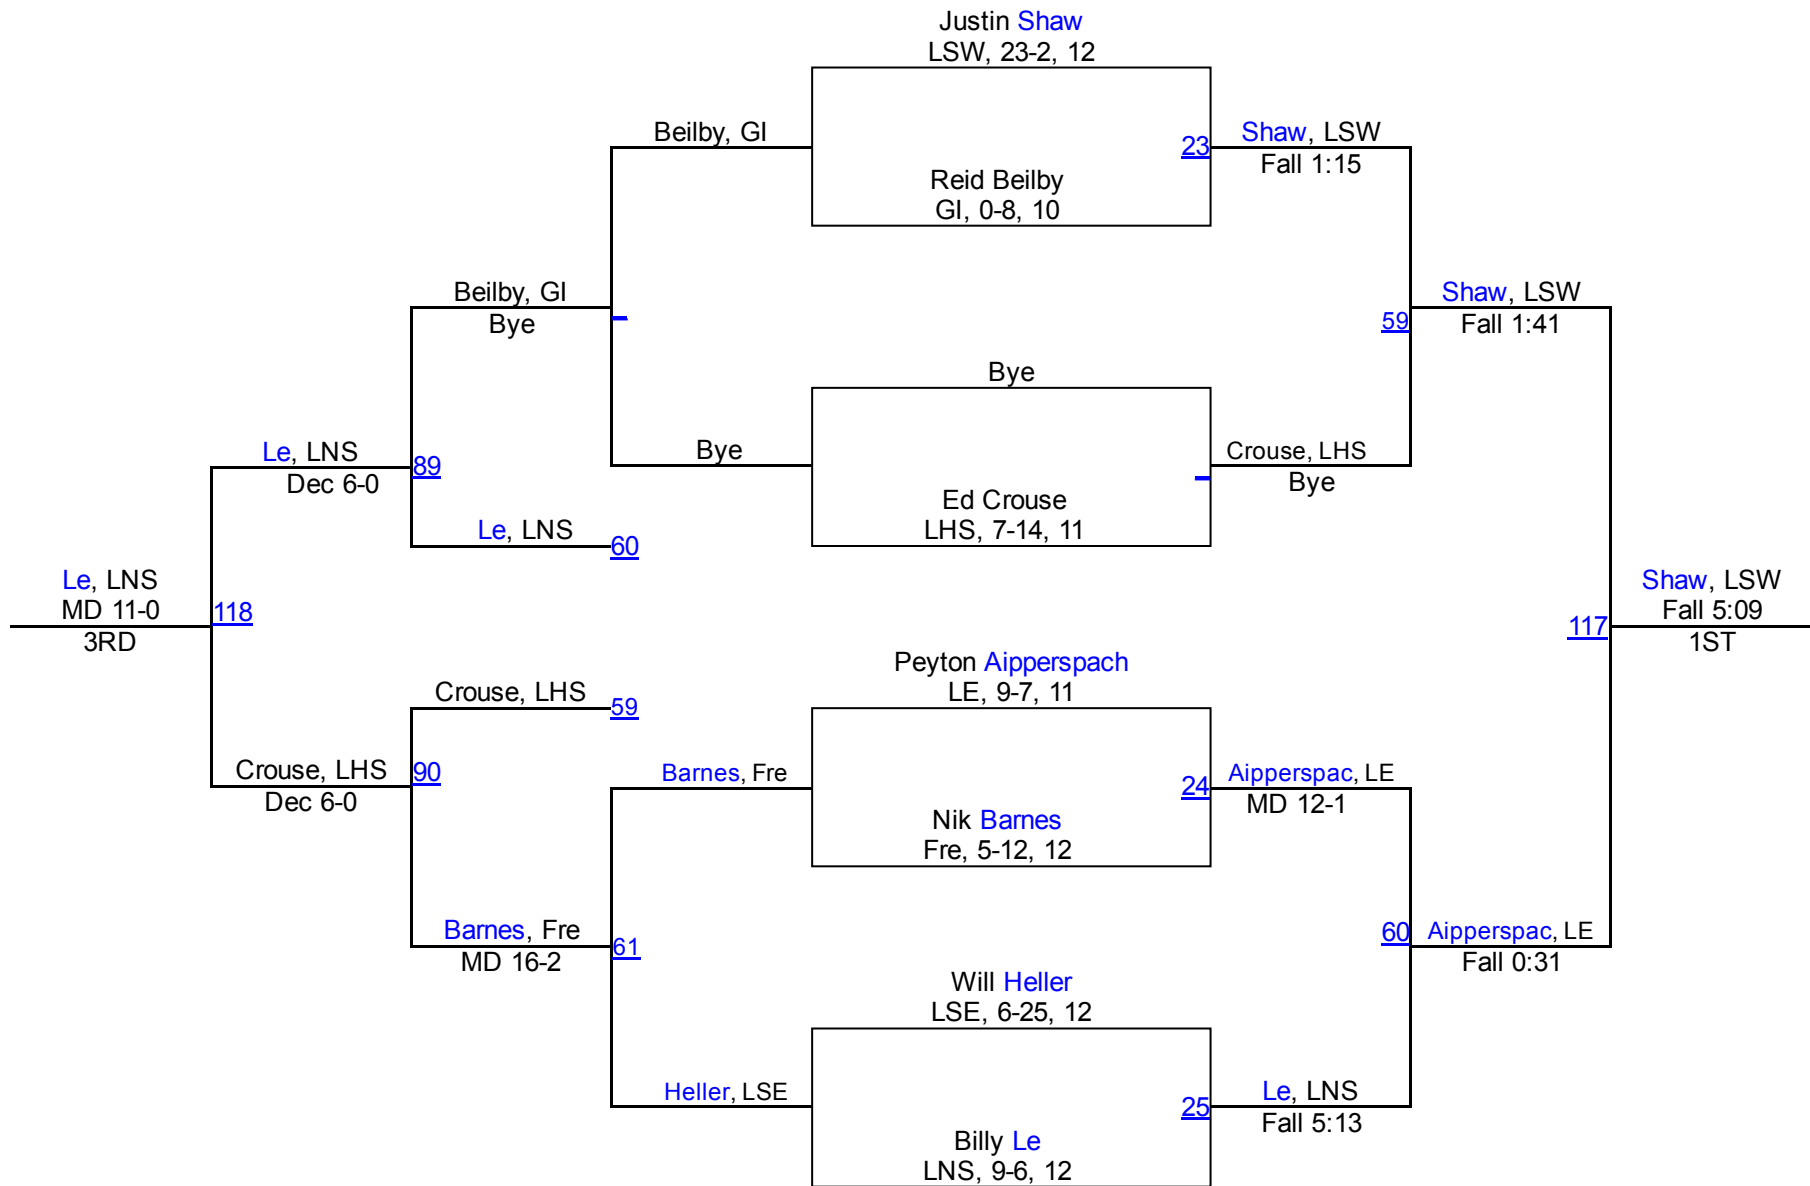 Justin Shaw
LSW, 23-2, 12
Beilby, GI
23
Shaw, LSW
Fall 1:15
Reid Beilby
GI, 0-8, 10
Beilby, GI
Bye
59
Shaw, LSW
Fall 1:41
Bye
Le, LNS
Dec 6-0
89
Bye
Crouse, LHS
Bye
Ed Crouse
LHS, 7-14, 11
Le, LNS
60
Le, LNS
MD 11-0
3RD
118
117
Shaw, LSW
Fall 5:09
1ST
Peyton Aipperspach
LE, 9-7, 11
Crouse, LHS
59
Crouse, LHS
Dec 6-0
90
Barnes, Fre
24
Aipperspac, LE
MD 12-1
Nik Barnes
Fre, 5-12, 12
Barnes, Fre
MD 16-2
61
60
Aipperspac, LE
Fall 0:31
Will Heller
LSE, 6-25, 12
Heller, LSE
25
Le, LNS
Fall 5:13
Billy Le
LNS, 9-6, 12